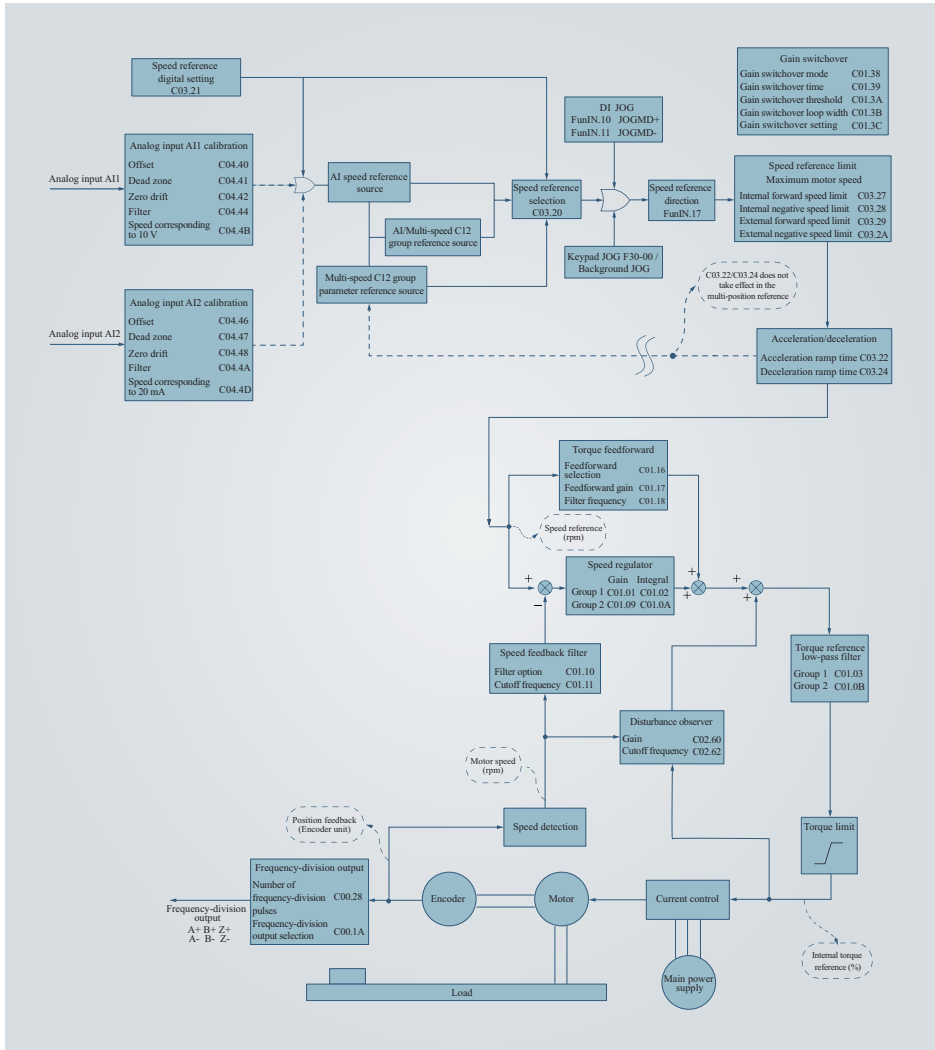 Speed reference
digital setting
C03.21
Gain switchover
Gain switchover mode C01.38
Gain switchover time C01.39
Gain switchover threshold C01.3A
Gain switchover loop width C01.3B
Gain switchover setting C01.3C
DI JOG
FunIN.10 JOGMD+
FunIN.11 JOGMD-
Analog input AI1
Analog input AI1 calibration
Offset C04.40
Dead zone C04.41
Zero drift C04.42
Filter C04.44
Speed corresponding
to 10 V C04.4B
AI speed reference
source
AI/Multi-speed C12
group reference source
Multi-speed C12 group
parameter reference source
Speed reference
selection
C03.20
Speed reference
direction
FunIN.17
Speed reference limit
Maximum motor speed
Internal forward speed limit C03.27
Internal negative speed limit C03.28
External forward speed limit C03.29
External negative speed limit C03.2A
Keypad JOG F30-00 /
Background JOG
C03.22/C03.24 does not
take effect in the
multi-position reference
Analog input AI2
Analog input AI2 calibration
Offset C04.46
Dead zone C04.47
Zero drift C04.48
Filter C04.4A
Speed corresponding
to 20 mA C04.4D
Acceleration/deceleration
Acceleration ramp time C03.22
Deceleration ramp time C03.24
Torque feedforward
Feedforward
selection C01.16
Feedforward gain C01.17
Filter frequency C01.18
Speed reference
(rpm)
Speed regulator
Gain Integral
Group 1 C01.01 C01.02
Group 2 C01.09 C01.0A
+
−
+
+
+
+
Speed feedback filter
Filter option C01.10
Cutoff frequency C01.11
Torque reference
low-pass filter
Group 1 C01.03
Group 2 C01.0B
Disturbance observer
Gain C02.60
Cutoff frequency C02.62
Motor speed
(rpm)
Position feedback
(Encoder unit)
Speed detection
Torque limit
Frequency-division output
Number of
frequency-division
pulses C00.28
Frequency-division
output selection C00.1A
Frequency-division
output
A+ B+ Z+
A- B- Z-
Encoder
Motor
Current control
Internal torque
reference (%)
Main power
supply
Load